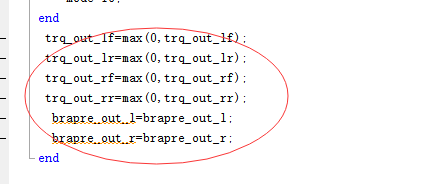 end
trq_out_lf=max(0,trq_out_lf);
trq_out_lr=max(0,trq_out_lr);
trq_out_rf=max(0,trq_out_rf);
trq_out_rr=max(0,trq_out_rr);
brapre_out_l=brapre_out_l;
brapre_out_r=brapre_out_r;
end